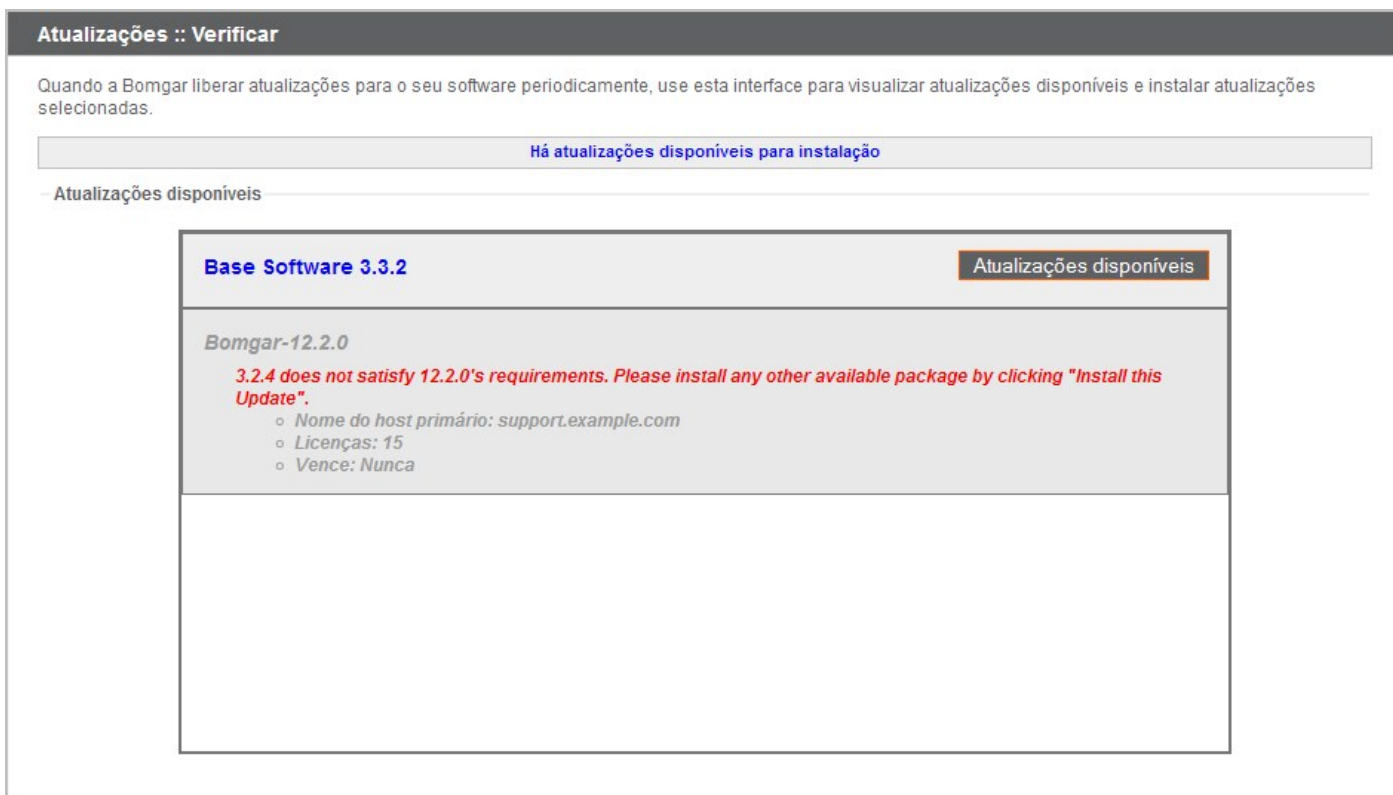 Atualizações :: Verificar
Quando a Bomgar liberar atualizações para o seu software periodicamente, use esta interface para visualizar atualizações disponíveis e instalar atualizações
selecionadas.
Há atualizações disponíveis para instalação
Atualizações disponíveis
Base Software 3.3.2
Atualizações disponíveis
Bomgar-12.2.0
3.2.4 does not satisfy 12.2.0's requirements. Please install any other available package by clicking "Install this
Update".
Nome do host primário: support.example.com
Licenças: 15
Vence: Nunca